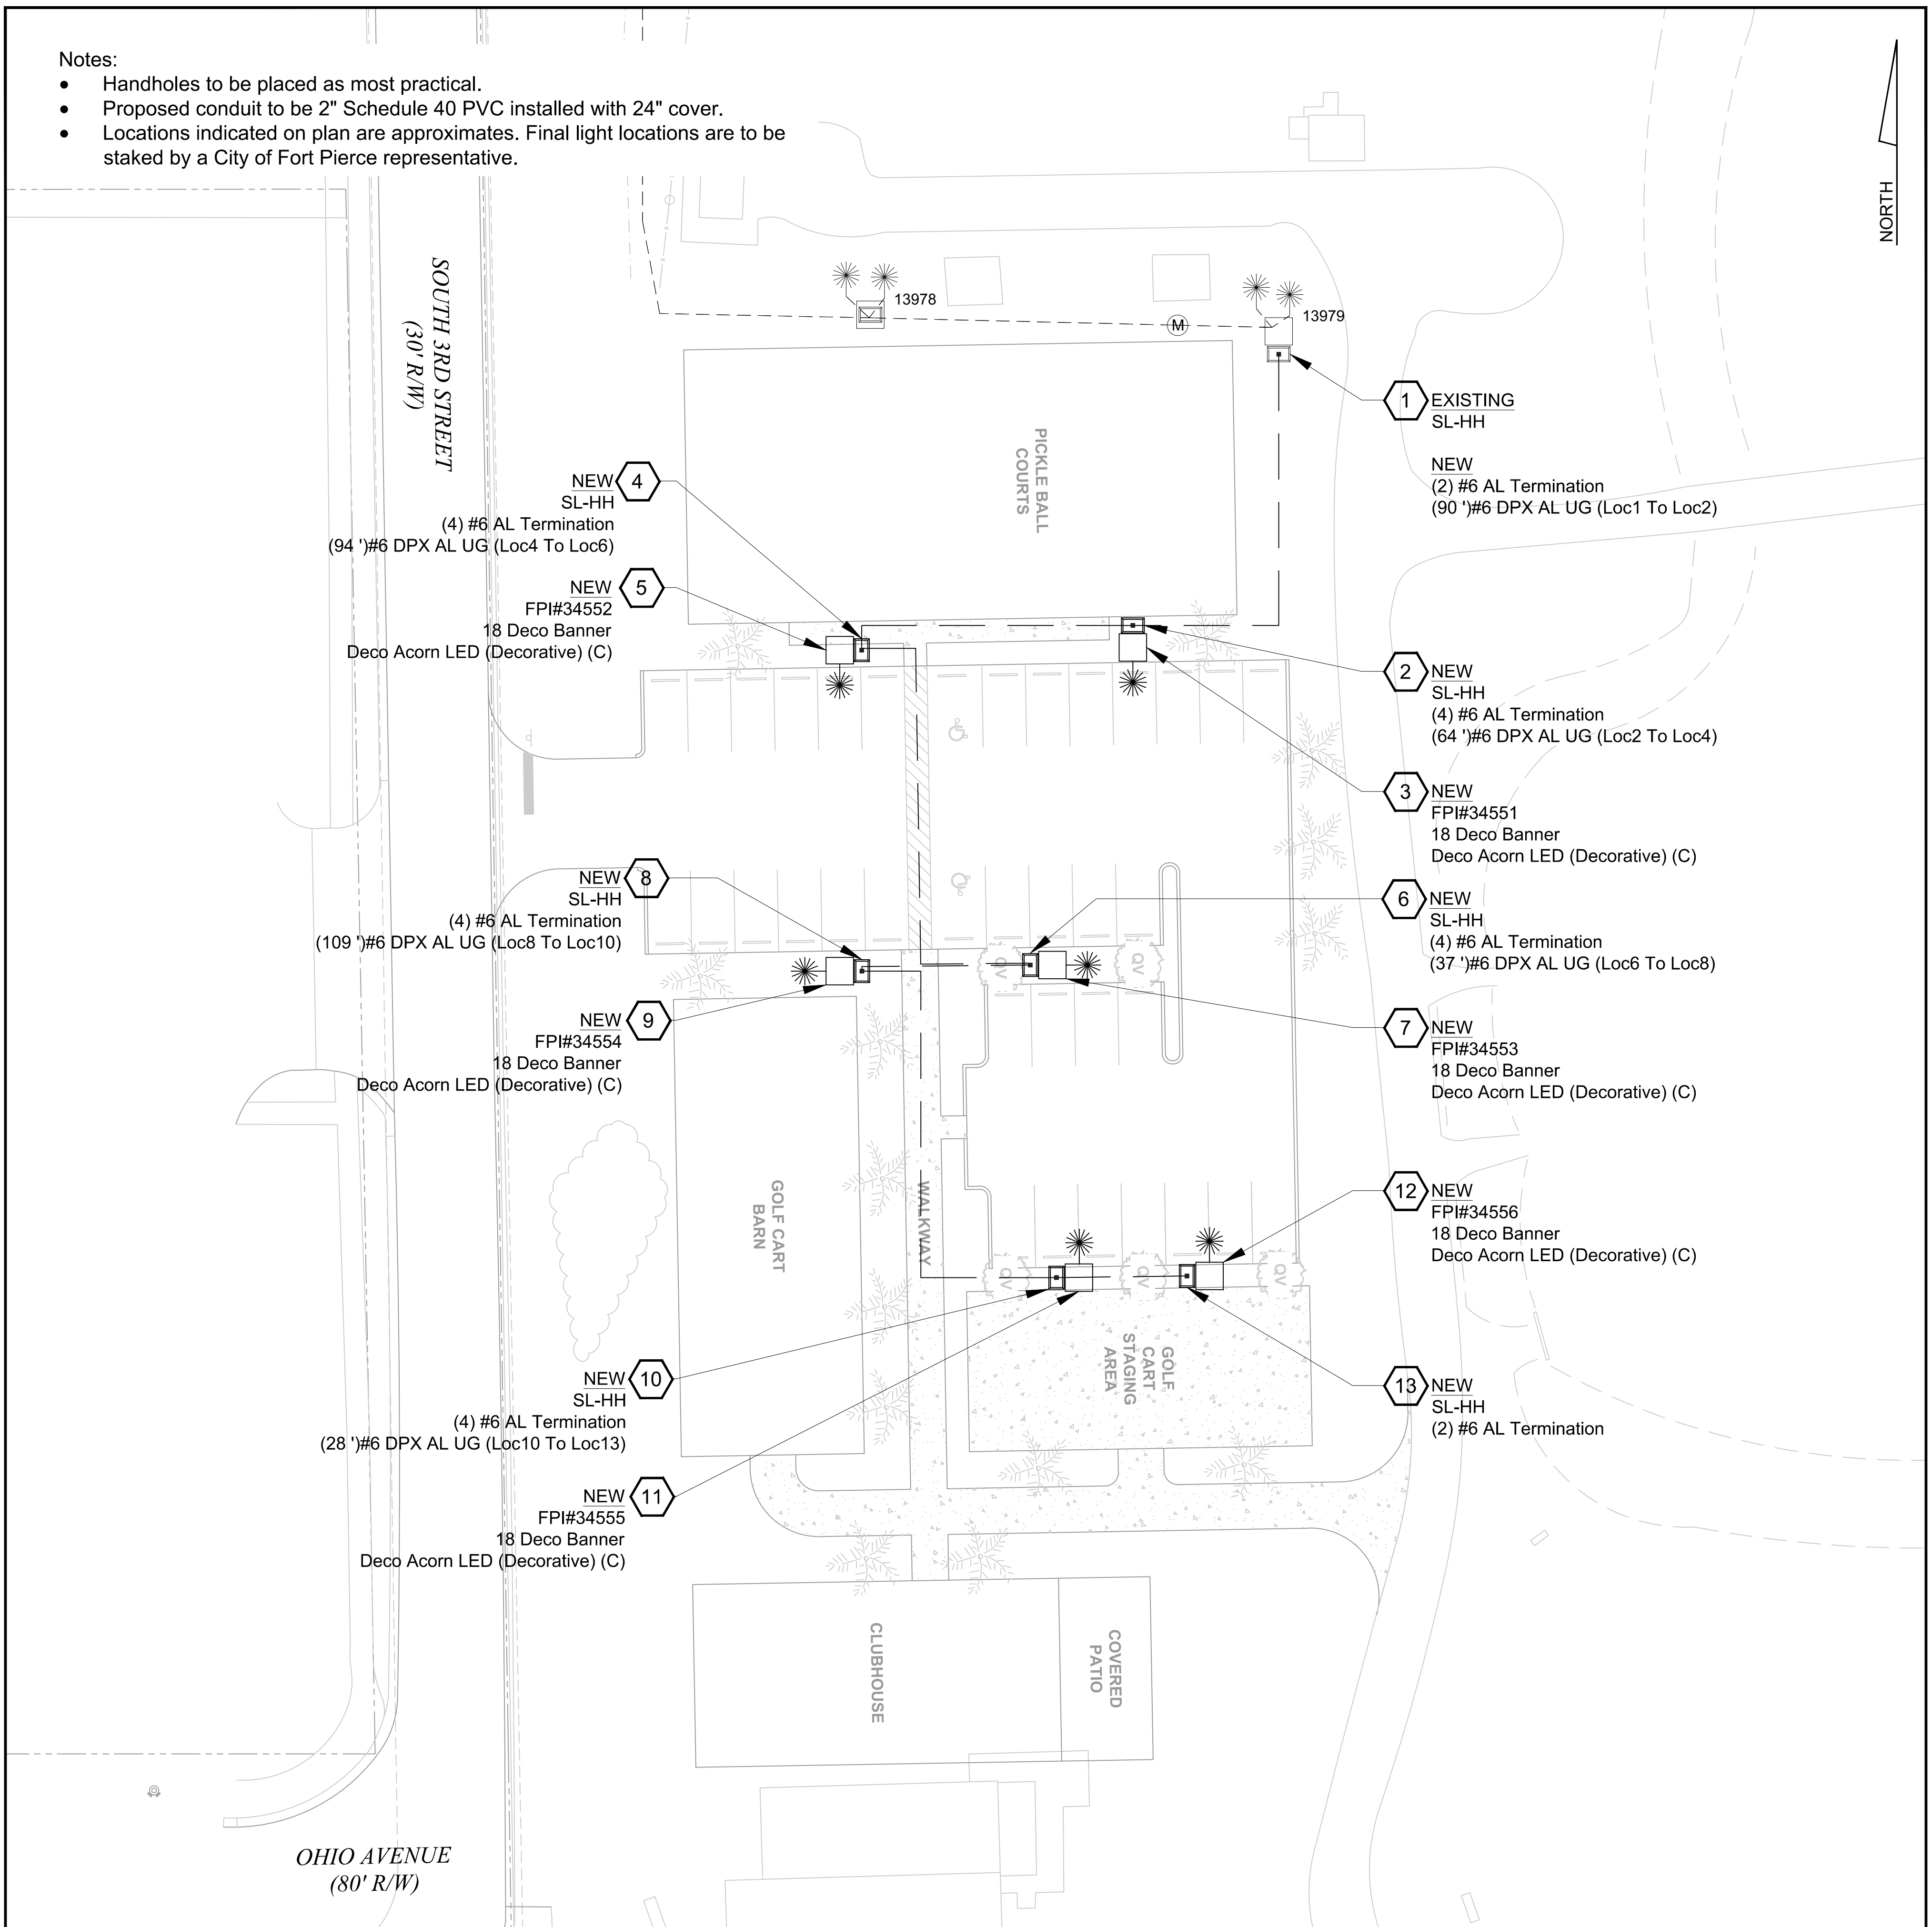 Notes:
• Handholes to be placed as most practical.
• Proposed conduit to be 2" Schedule 40 PVC installed with 24" cover.
• Locations indicated on plan are approximates. Final light locations are to be
staked by a City of Fort Pierce representative.
NORTH
SOUTH 3RD STREET
(30' R/W)
13978
13979
M
1
EXISTING
SL-HH
NEW
(2) #6 AL Termination
(90 ')#6 DPX AL UG (Loc1 To Loc2)
PICKLE BALL
COURTS
4
NEW
SL-HH
(4) #6 AL Termination
(94 ')#6 DPX AL UG (Loc4 To Loc6)
5
NEW
FPI#34552
18 Deco Banner
Deco Acorn LED (Decorative) (C)
2
NEW
SL-HH
(4) #6 AL Termination
(64 ')#6 DPX AL UG (Loc2 To Loc4)
3
NEW
FPI#34551
18 Deco Banner
Deco Acorn LED (Decorative) (C)
8
NEW
SL-HH
(4) #6 AL Termination
(109 ')#6 DPX AL UG (Loc8 To Loc10)
6
NEW
SL-HH
(4) #6 AL Termination
(37 ')#6 DPX AL UG (Loc6 To Loc8)
QV
QV
9
NEW
FPI#34554
18 Deco Banner
Deco Acorn LED (Decorative) (C)
7
NEW
FPI#34553
18 Deco Banner
Deco Acorn LED (Decorative) (C)
GOLF CART
BARN
WALKWAY
12
NEW
FPI#34556
18 Deco Banner
Deco Acorn LED (Decorative) (C)
QV
QV
QV
GOLF
CART
STAGING
AREA
10
NEW
SL-HH
(4) #6 AL Termination
(28 ')#6 DPX AL UG (Loc10 To Loc13)
13
NEW
SL-HH
(2) #6 AL Termination
11
NEW
FPI#34555
18 Deco Banner
Deco Acorn LED (Decorative) (C)
CLUBHOUSE
COVERED
PATIO
OHIO AVENUE
(80' R/W)